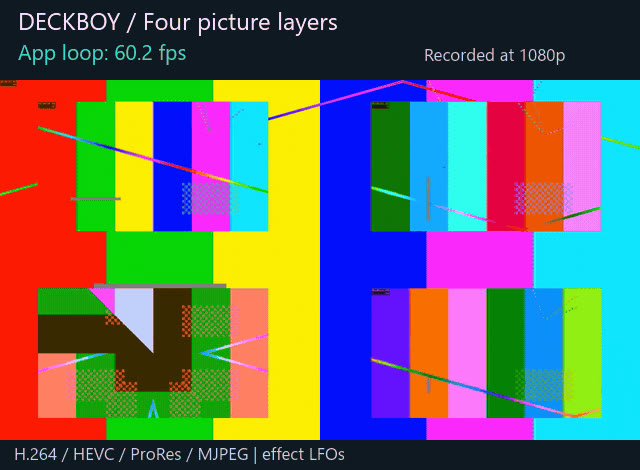 DECKBOY / Four picture layers
App loop: 60.2 fps
Recorded at 1080p
H.264 / HEVC / ProRes / MJPEG | effect LFOs